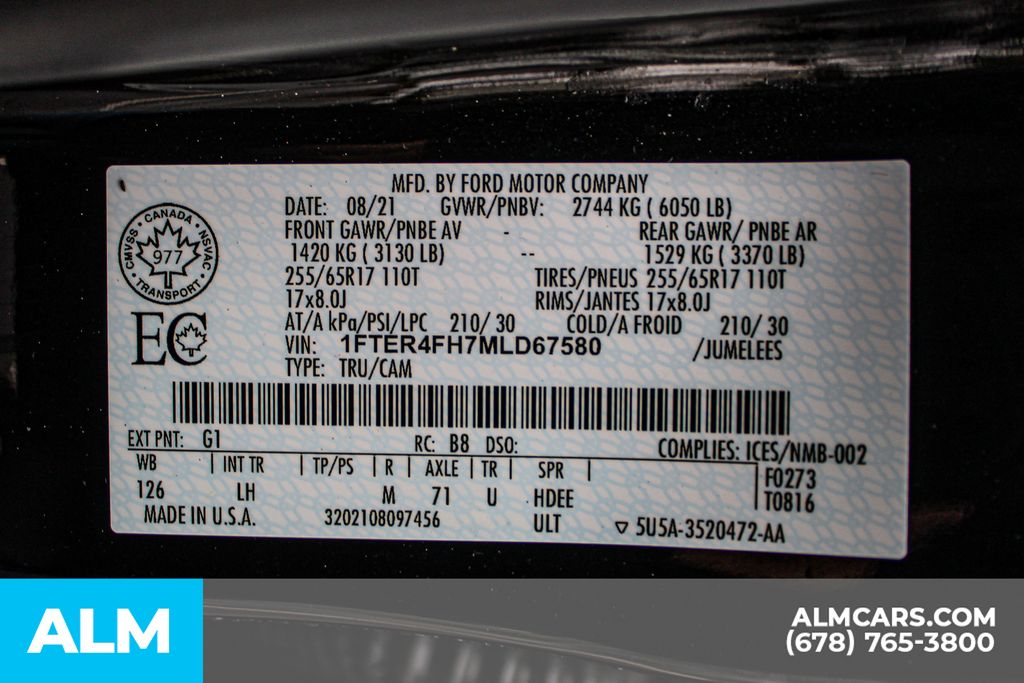 MFD. BY FORD MOTOR COMPANY
DATE: 08/21 GVWR/PNBV: 2744 KG ( 6050 LB)
FRONT GAWR/PNBE AV - REAR GAWR/ PNBE AR
1420 KG ( 3130 LB) -- 1529 KG ( 3370 LB)
255/65R17 110T TIRES/PNEUS 255/65R17 110T
17x8.0J RIMS/JANTES 17x8.0J
AT/A kPa/PSI/LPC 210/ 30 COLD/A FROID 210/ 30
VIN: 1FTER4FH7MLD67580 /JUMELEES
TYPE: TRU/CAM
CANADA • NSVAC • TRANSPORT • CMVSS •
977
EC
EXT PNT: G1 RC: B8 DSO: COMPLIES: ICES/NMB-002
WB | INT TR | TP/PS | R | AXLE | TR | SPR | F0273
126 LH M 71 U HDEE T0816
MADE IN U.S.A. 3202108097456 ULT ▽ 5U5A-3520472-AA
ALM
ALMCARS.COM
(678) 765-3800